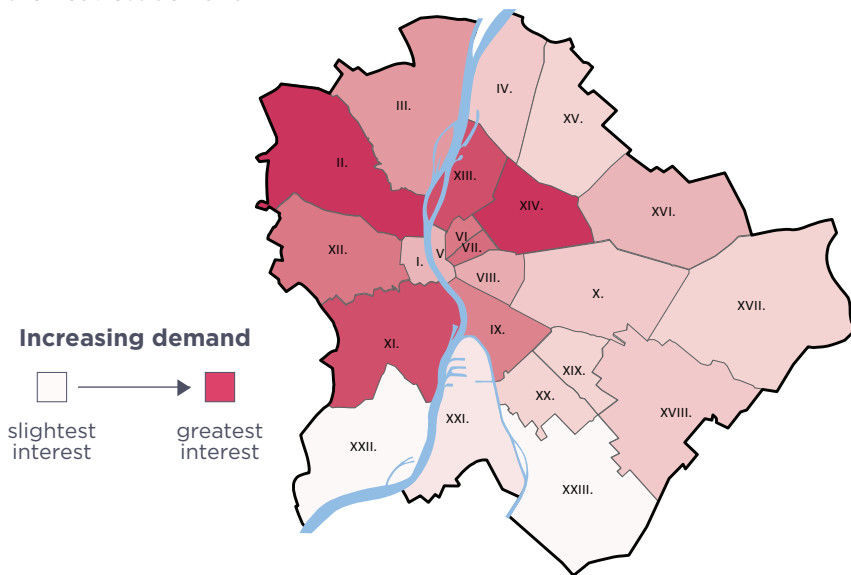 III.
IV.
XV.
II.
XIII.
XIV.
XVI.
XII.
I.
V.
VI.
VII.
VIII.
X.
XVII.
Increasing demand
slightest
interest
greatest
interest
XI.
IX.
XIX.
XX.
XVIII.
XXII.
XXI.
XXIII.